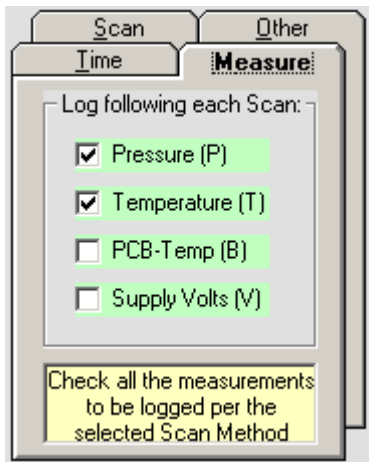 Scan Other
Time Measure
Log following each Scan:
Pressure (P)
Temperature (T)
PCB-Temp (B)
Supply Volts (V)
Check all the measurements
to be logged per the
selected Scan Method